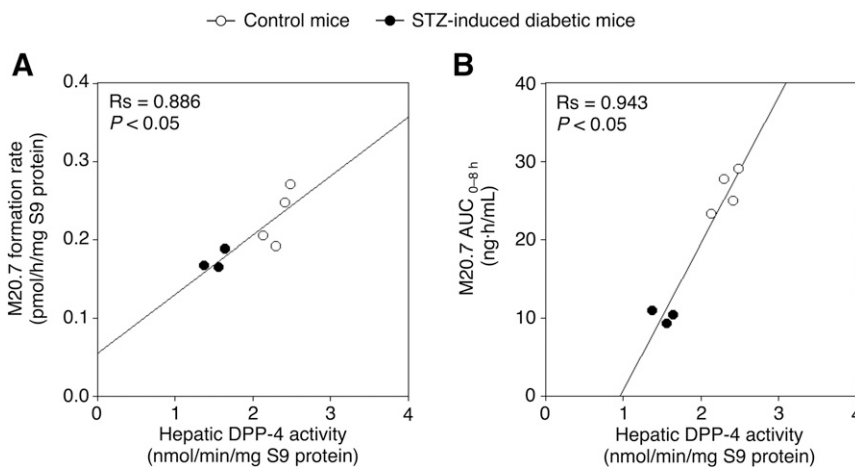 Control mice STZ-induced diabetic mice
A
Rs = 0.886
P < 0.05
M20.7 formation rate
(pmol/h/mg S9 protein)
0.4
0.3
0.2
0.1
0.0
0 1 2 3 4
Hepatic DPP-4 activity
(nmol/min/mg S9 protein)
B
Rs = 0.943
P < 0.05
M20.7 AUC 0–8 h
(ng·h/mL)
40
30
20
10
0
0 1 2 3 4
Hepatic DPP-4 activity
(nmol/min/mg S9 protein)